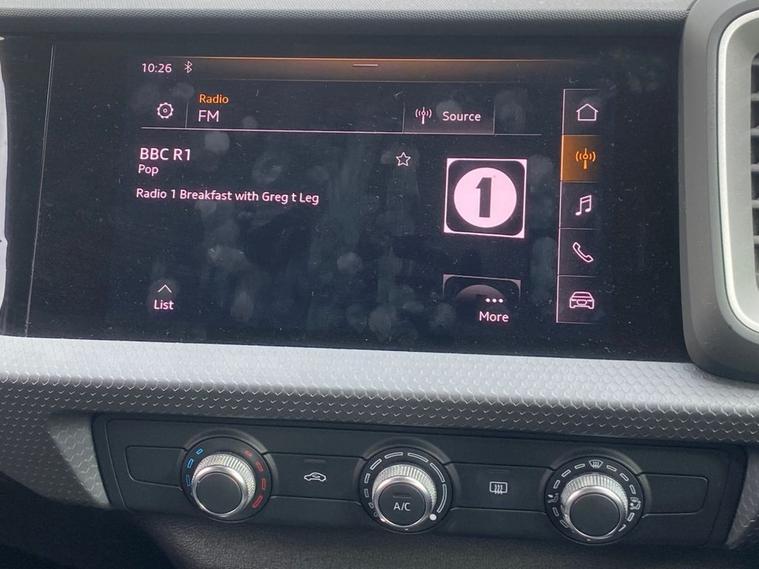 10:26
Radio
FM
Source
BBC R1
Pop
Radio 1 Breakfast with Greg t Leg
1
List
More
A/C